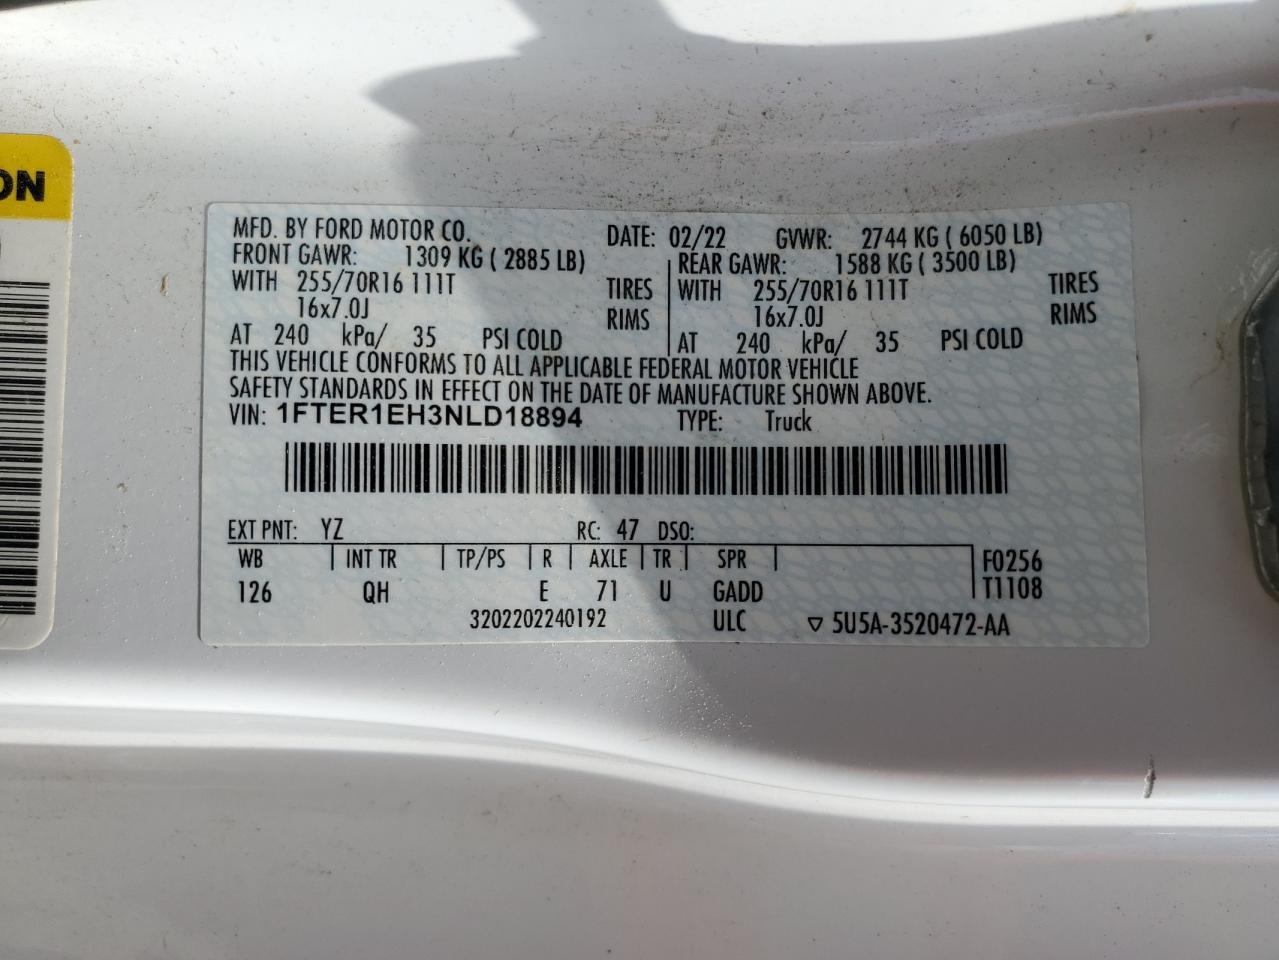 ON
MFD. BY FORD MOTOR CO. DATE: 02/22 GVWR: 2744 KG ( 6050 LB)
FRONT GAWR: 1309 KG ( 2885 LB) REAR GAWR: 1588 KG ( 3500 LB)
WITH 255/70R16 111T TIRES WITH 255/70R16 111T TIRES
16x7.0J RIMS 16x7.0J RIMS
AT 240 kPa/ 35 PSI COLD AT 240 kPa/ 35 PSI COLD
THIS VEHICLE CONFORMS TO ALL APPLICABLE FEDERAL MOTOR VEHICLE
SAFETY STANDARDS IN EFFECT ON THE DATE OF MANUFACTURE SHOWN ABOVE.
VIN: 1FTER1EH3NLD18894 TYPE: Truck
EXT PNT: YZ RC: 47 DSO:
WB INT TR TP/PS R AXLE TR SPR F0256
126 QH E 71 U GADD T1108
3202202240192 ULC ▽ 5U5A-3520472-AA